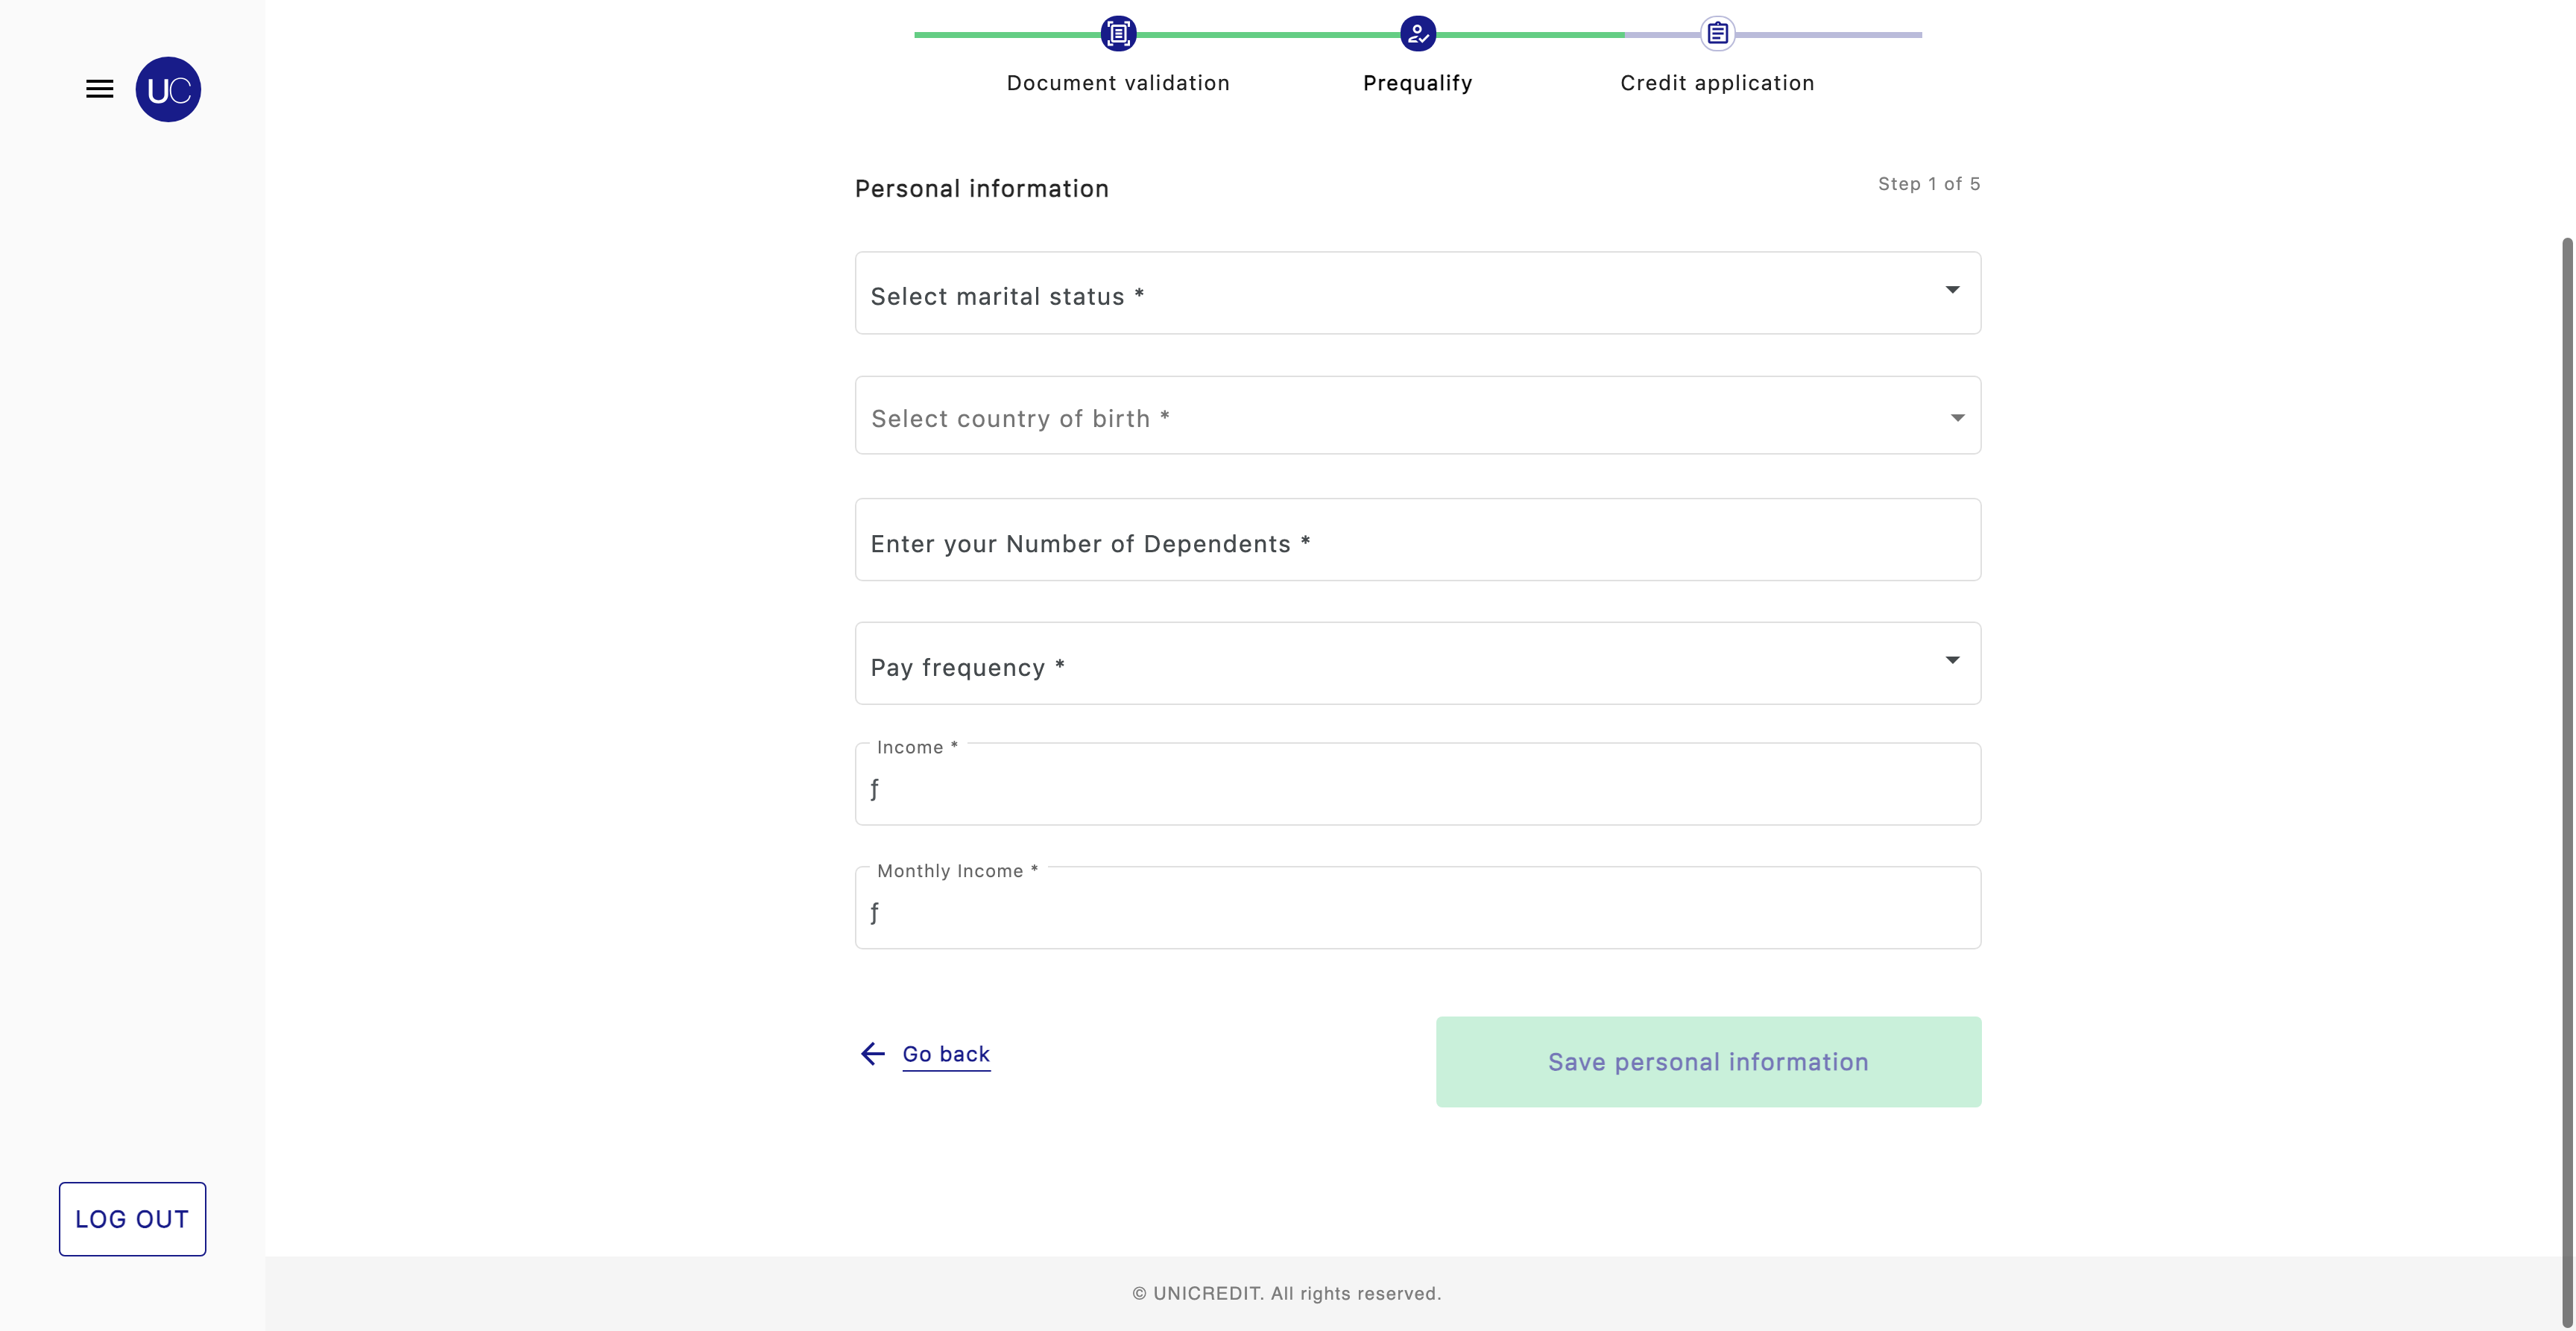 UC
Document validation
Prequalify
Credit application
Personal information
Step 1 of 5
Select marital status *
Select country of birth *
Enter your Number of Dependents *
Pay frequency *
Income *
ƒ
Monthly Income *
ƒ
Go back
Save personal information
LOG OUT
© UNICREDIT. All rights reserved.